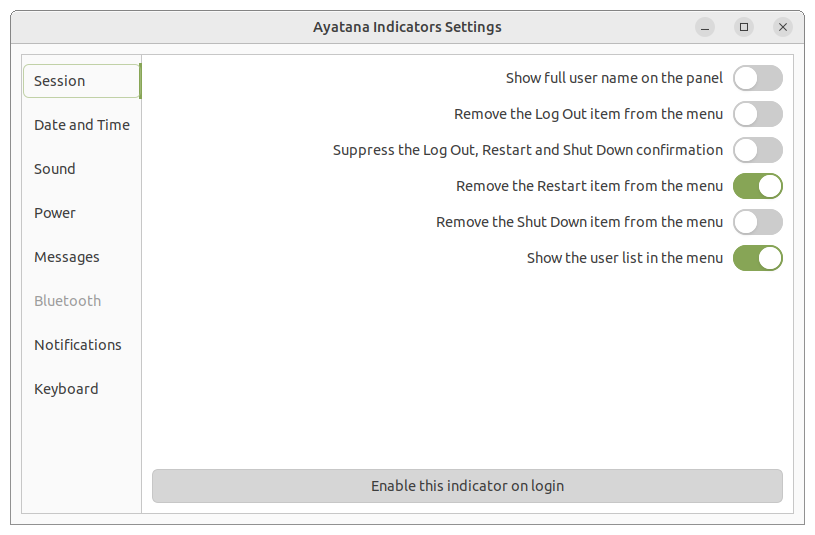 Ayatana Indicators Settings
Session
Date and Time
Sound
Power
Messages
Bluetooth
Notifications
Keyboard
Show full user name on the panel
Remove the Log Out item from the menu
Suppress the Log Out, Restart and Shut Down confirmation
Remove the Restart item from the menu
Remove the Shut Down item from the menu
Show the user list in the menu
Enable this indicator on login